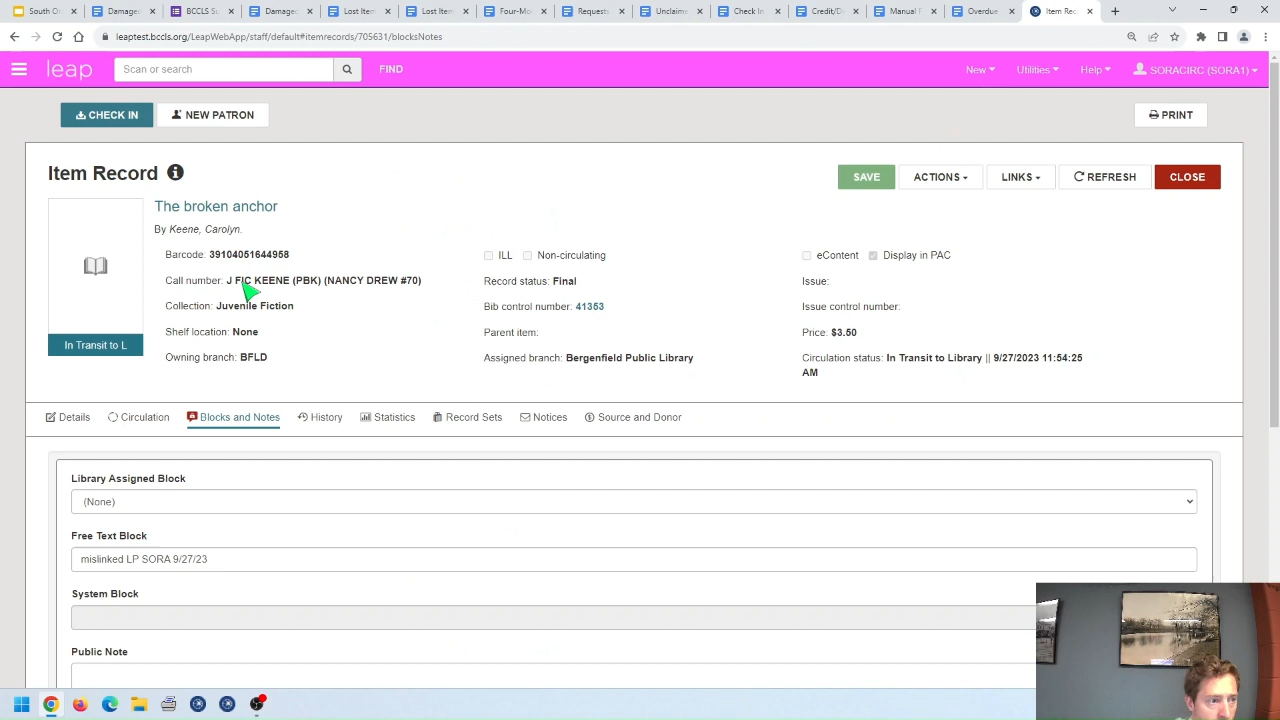 South Or
Damaged
BCCLS Su
Damaged
Lost Item
Lost Item
Four-Mo
Requests
Unclaime
Check In
Credit/De
Manual F
Overdue
Item Rec
leaptest.bccls.org/LeapWebApp/staff/default#itemrecords/705631/blocksNotes
leap
Scan or search
FIND
New
Utilities
Help
SORACIRC (SORA1)
CHECK IN
NEW PATRON
PRINT
Item Record
SAVE
ACTIONS
LINKS
REFRESH
CLOSE
The broken anchor
By Keene, Carolyn.
Barcode: 39104051644958
ILL
Non-circulating
eContent
Display in PAC
Call number: J FIC KEENE (PBK) (NANCY DREW #70)
Record status: Final
Issue:
Collection: Juvenile Fiction
Bib control number: 41353
Issue control number:
Shelf location: None
Parent item:
Price: $3.50
In Transit to L
Owning branch: BFLD
Assigned branch: Bergenfield Public Library
Circulation status: In Transit to Library || 9/27/2023 11:54:25
AM
Details
Circulation
Blocks and Notes
History
Statistics
Record Sets
Notices
Source and Donor
Library Assigned Block
(None)
Free Text Block
mislinked LP SORA 9/27/23
System Block
Public Note